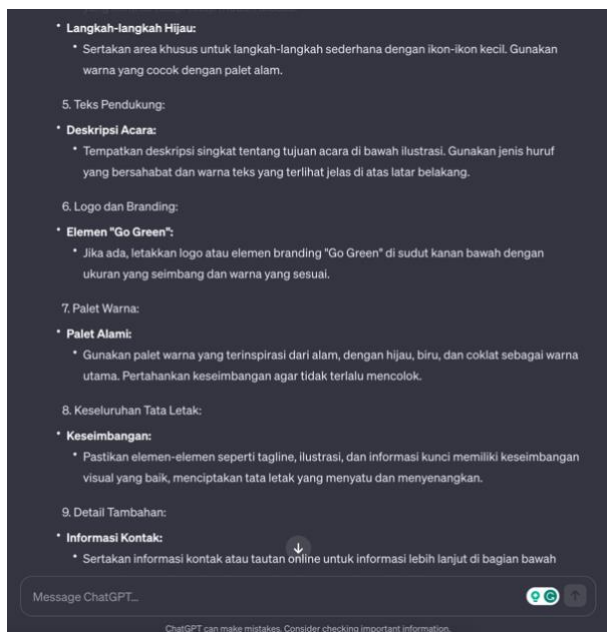 • Langkah-langkah Hijau:
• Sertakan area khusus untuk langkah-langkah sederhana dengan ikon-ikon kecil. Gunakan
warna yang cocok dengan palet alam.
5. Teks Pendukung:
• Deskripsi Acara:
• Tempatkan deskripsi singkat tentang tujuan acara di bawah ilustrasi. Gunakan jenis huruf
yang bersahabat dan warna teks yang terlihat jelas di atas latar belakang.
6. Logo dan Branding:
• Elemen "Go Green":
• Jika ada, letakkan logo atau elemen branding "Go Green" di sudut kanan bawah dengan
ukuran yang seimbang dan warna yang sesuai.
7. Palet Warna:
• Palet Alami:
• Gunakan palet warna yang terinspirasi dari alam, dengan hijau, biru, dan coklat sebagai warna
utama. Pertahankan keseimbangan agar tidak terlalu mencolok.
8. Keseluruhan Tata Letak:
• Keseimbangan:
• Pastikan elemen-elemen seperti tagline, ilustrasi, dan informasi kunci memiliki keseimbangan
visual yang baik, menciptakan tata letak yang menyatu dan menyenangkan.
9. Detail Tambahan:
• Informasi Kontak:
• Sertakan informasi kontak atau tautan online untuk informasi lebih lanjut di bagian bawah
Message ChatGPT...
ChatGPT can make mistakes. Consider checking important information.